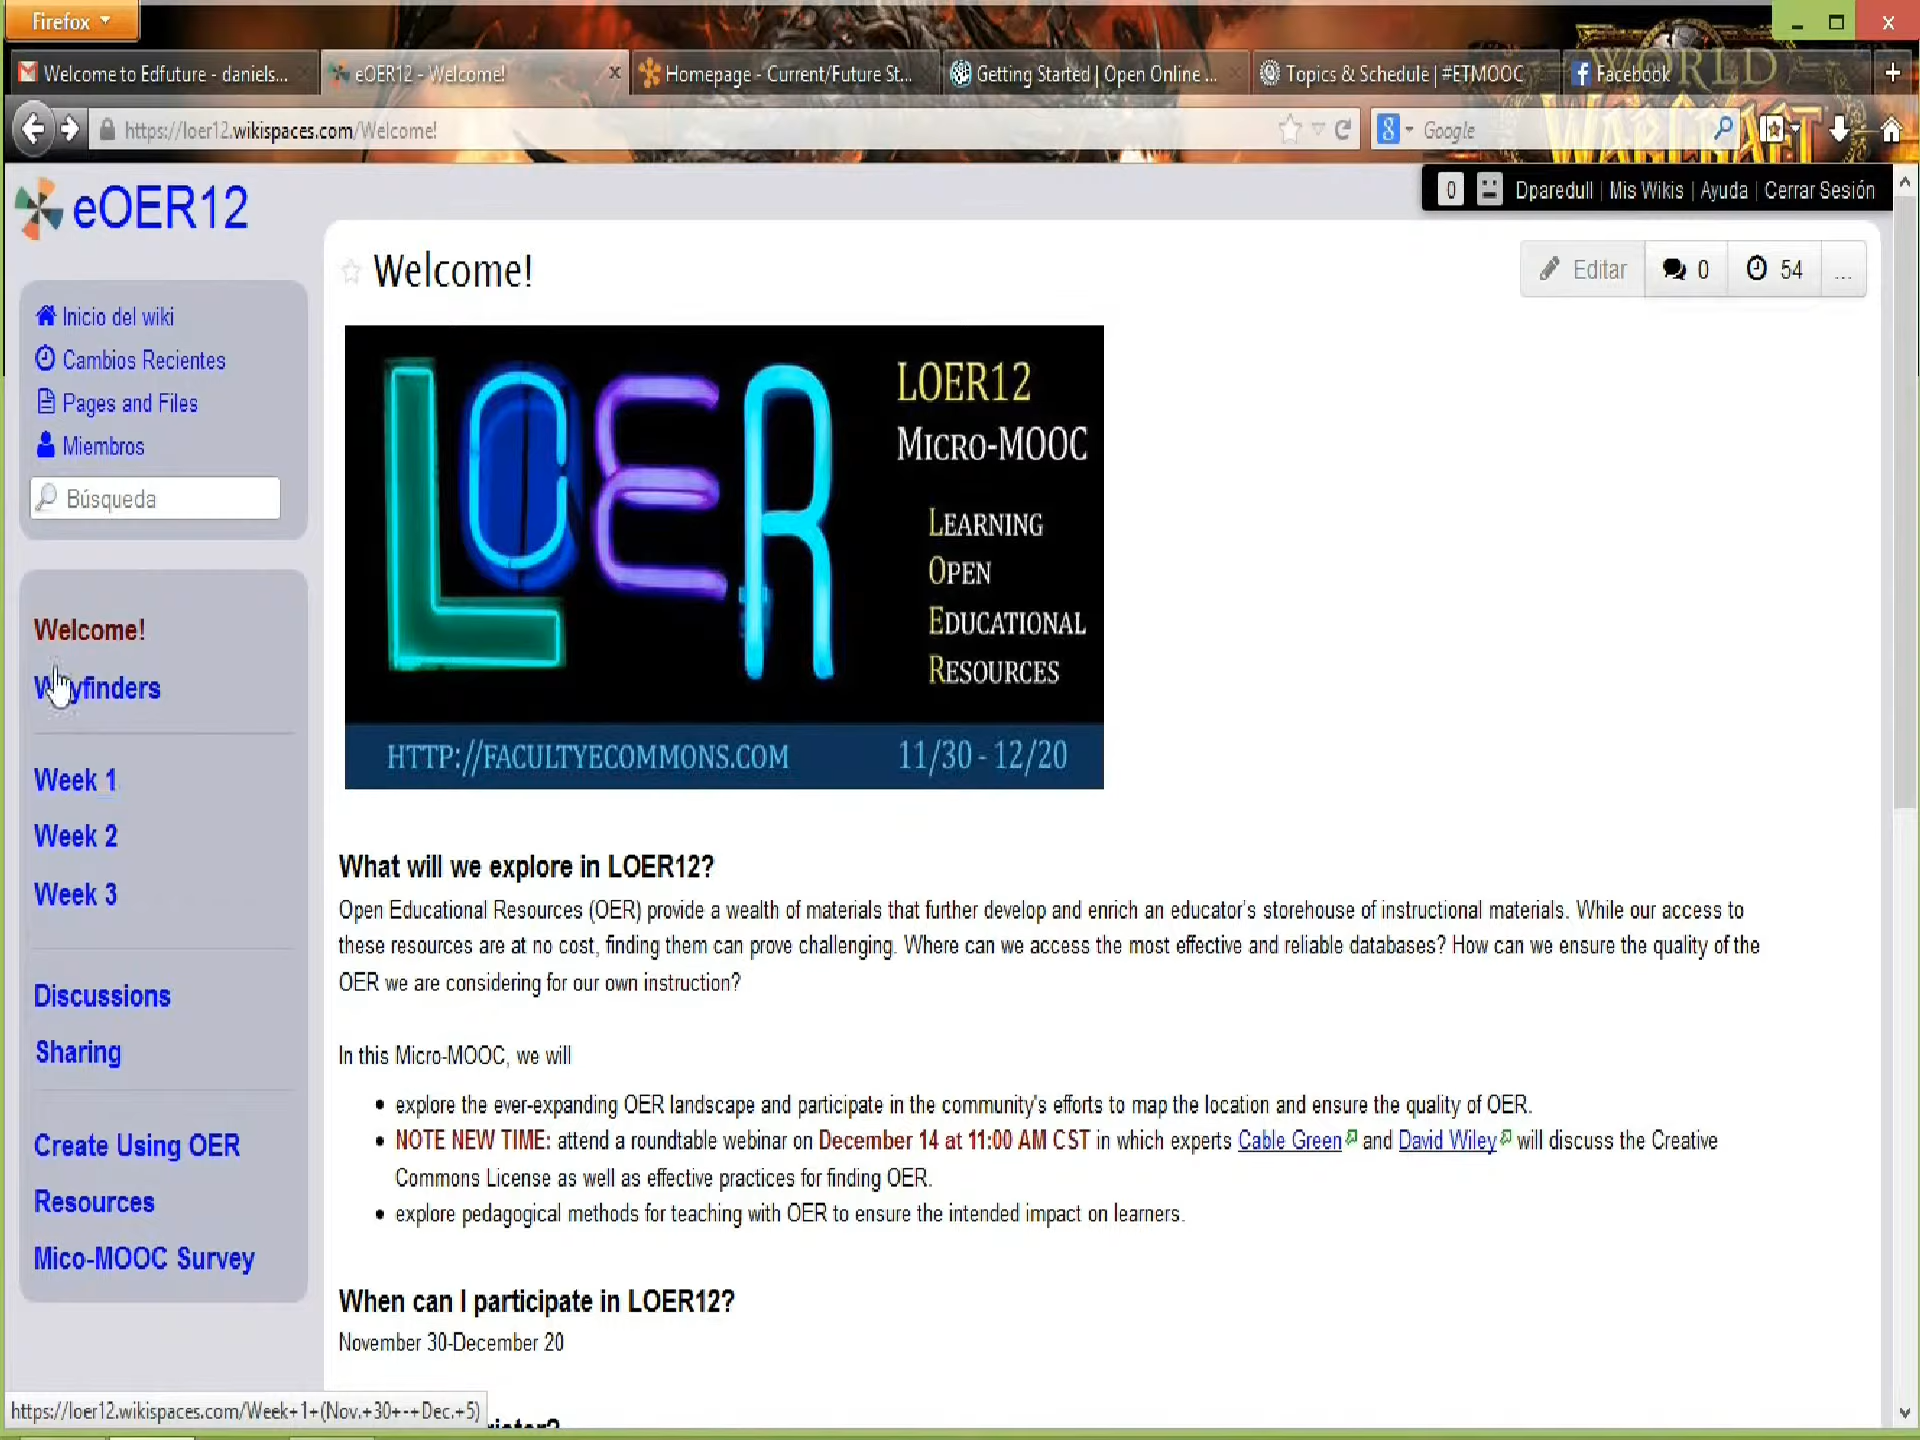 Firefox
Welcome to Edfuture - daniels...
eOER12 - Welcome!
Homepage - Current/Future St...
Getting Started | Open Online ...
Topics & Schedule | #ETMOOC
Facebook
WORLD
WARCRAFT
https://loer12.wikispaces.com/Welcome!
Google
eOER12
0
Dparedull | Mis Wikis | Ayuda | Cerrar Sesión
Welcome!
Editar
0
54
...
Inicio del wiki
Cambios Recientes
Pages and Files
Miembros
Búsqueda
Welcome!
Wayfinders
Week 1
Week 2
Week 3
Discussions
Sharing
Create Using OER
Resources
Mico-MOOC Survey
LOER
LOER12
MICRO-MOOC
LEARNING
OPEN
EDUCATIONAL
RESOURCES
HTTP://FACULTYECOMMONS.COM
11/30 - 12/20
What will we explore in LOER12?
Open Educational Resources (OER) provide a wealth of materials that further develop and enrich an educator's storehouse of instructional materials. While our access to
these resources are at no cost, finding them can prove challenging. Where can we access the most effective and reliable databases? How can we ensure the quality of the
OER we are considering for our own instruction?
In this Micro-MOOC, we will
• explore the ever-expanding OER landscape and participate in the community's efforts to map the location and ensure the quality of OER.
• NOTE NEW TIME: attend a roundtable webinar on December 14 at 11:00 AM CST in which experts Cable Green and David Wiley will discuss the Creative
Commons License as well as effective practices for finding OER.
• explore pedagogical methods for teaching with OER to ensure the intended impact on learners.
When can I participate in LOER12?
November 30-December 20
https://loer12.wikispaces.com/Week+1+(Nov.+30+-+Dec.+5)